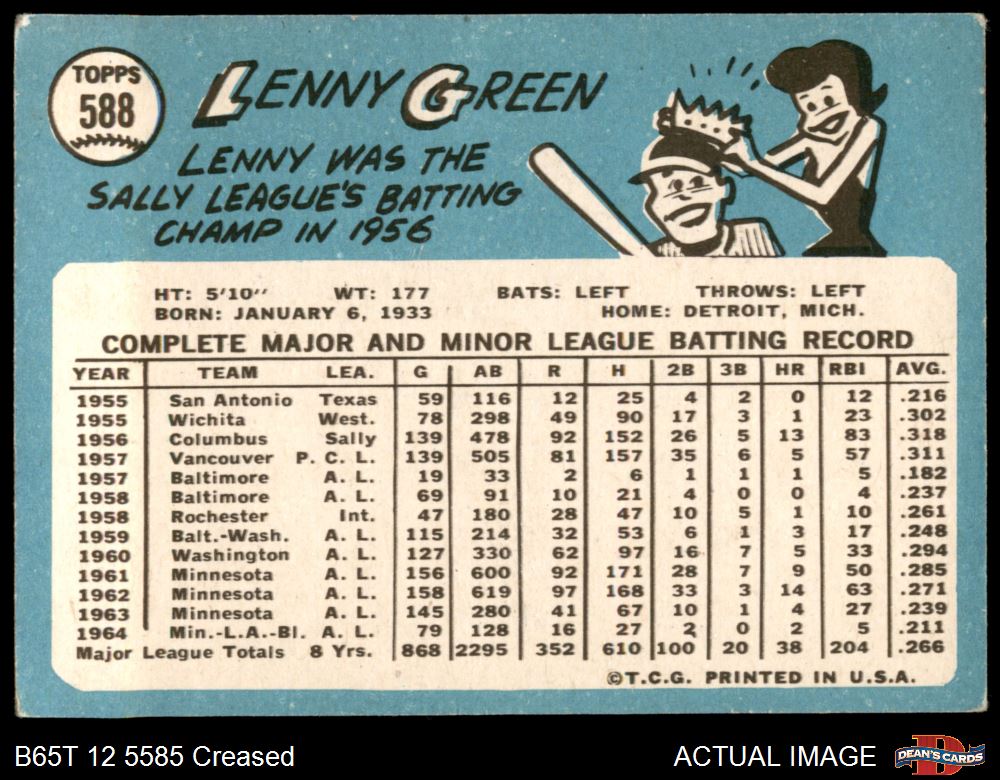 TOPPS
588
LENNY GREEN
LENNY WAS THE
SALLY LEAGUE'S BATTING
CHAMP IN 1956
HT: 5'10" WT: 177 BATS: LEFT THROWS: LEFT
BORN: JANUARY 6, 1933 HOME: DETROIT, MICH.
COMPLETE MAJOR AND MINOR LEAGUE BATTING RECORD
YEAR TEAM LEA. G AB R H 2B 3B HR RBI AVG.
1955 San Antonio Texas 59 116 12 25 4 2 0 12 .216
1955 Wichita West. 78 298 49 90 17 3 1 23 .302
1956 Columbus Sally 139 478 92 152 26 5 13 83 .318
1957 Vancouver P. C. L. 139 505 81 157 35 6 5 57 .311
1957 Baltimore A. L. 19 33 2 6 1 1 1 5 .182
1958 Baltimore A. L. 69 91 10 21 4 0 0 4 .237
1958 Rochester Int. 47 180 28 47 10 5 1 10 .261
1959 Balt.-Wash. A. L. 115 214 32 53 6 1 3 17 .248
1960 Washington A. L. 127 330 62 97 16 7 5 33 .294
1961 Minnesota A. L. 156 600 92 171 28 7 9 50 .285
1962 Minnesota A. L. 158 619 97 168 33 3 14 63 .271
1963 Minnesota A. L. 145 280 41 67 10 1 4 27 .239
1964 Min.-L.A.-Bl. A. L. 79 128 16 27 2 0 2 5 .211
Major League Totals 8 Yrs. 868 2295 352 610 100 20 38 204 .266
©T.C.G. PRINTED IN U.S.A.
B65T 12 5585 Creased ACTUAL IMAGE DEAN'S CARDS